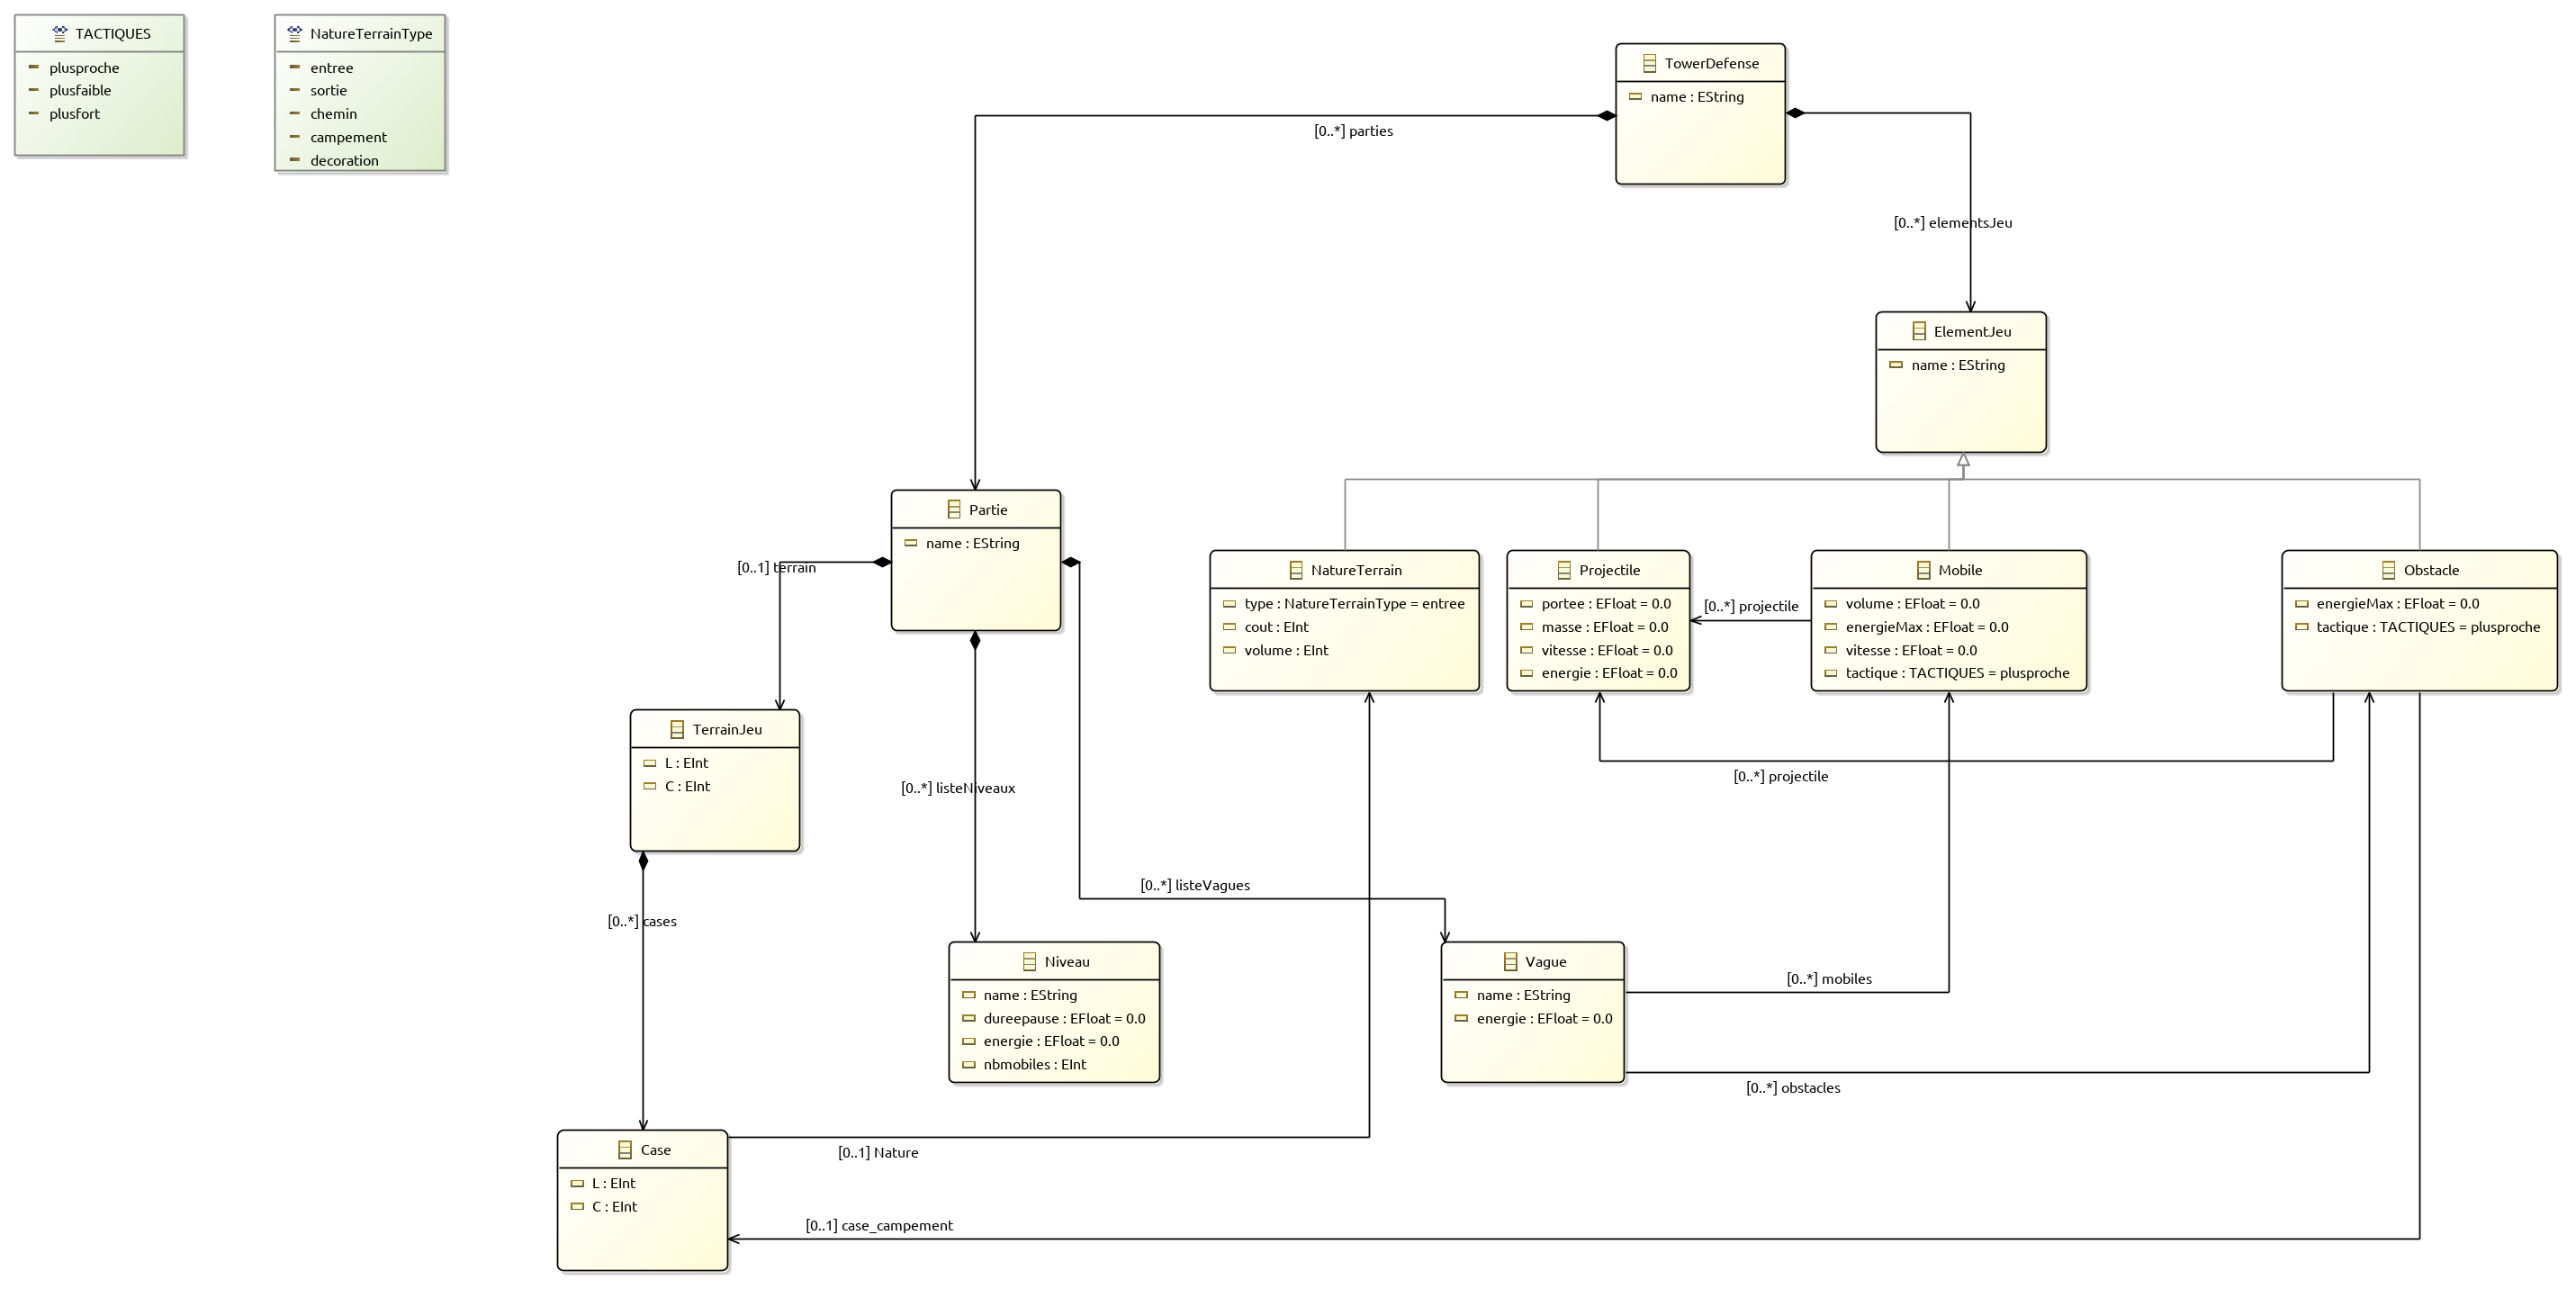 TACTIQUES
plusproche
plusfaible
plusfort
NatureTerrainType
entree
sortie
chemin
campement
decoration
TowerDefense
name : EString
[0..*] parties
[0..*] elementsJeu
ElementJeu
name : EString
Partie
name : EString
[0..1] terrain
NatureTerrain
type : NatureTerrainType = entree
cout : EInt
volume : EInt
Projectile
portee : EFloat = 0.0
masse : EFloat = 0.0
vitesse : EFloat = 0.0
energie : EFloat = 0.0
[0..*] projectile
Mobile
volume : EFloat = 0.0
energieMax : EFloat = 0.0
vitesse : EFloat = 0.0
tactique : TACTIQUES = plusproche
Obstacle
energieMax : EFloat = 0.0
tactique : TACTIQUES = plusproche
TerrainJeu
L : EInt
C : EInt
[0..*] listeNiveaux
[0..*] projectile
[0..*] listeVagues
[0..*] cases
Niveau
name : EString
dureepause : EFloat = 0.0
energie : EFloat = 0.0
nbmobiles : EInt
Vague
name : EString
energie : EFloat = 0.0
[0..*] mobiles
[0..*] obstacles
Case
L : EInt
C : EInt
[0..1] Nature
[0..1] case_campement